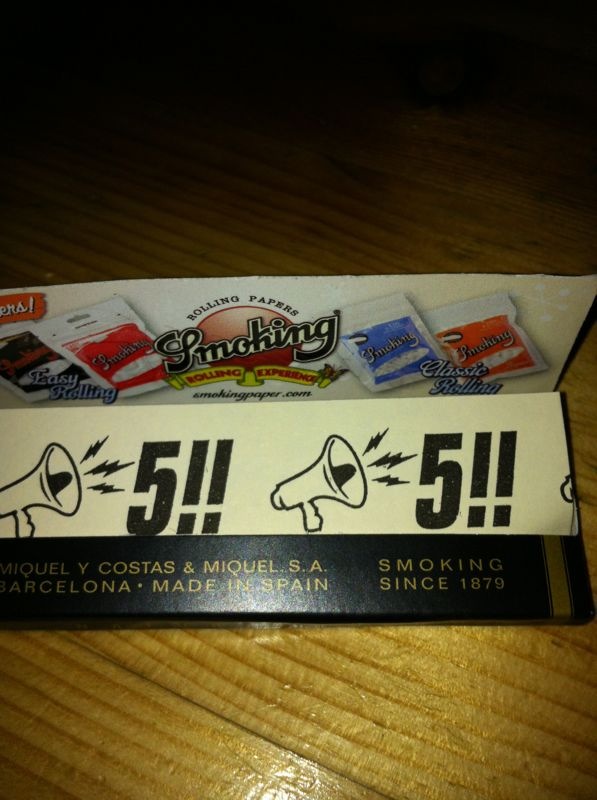 ers!
ROLLING PAPERS
Smoking
ROLLING EXPERIENCE
smokingpaper.com
Smoking
Smoking
Easy
Rolling
Smoking
Smoking
Classic
Rolling
5!! 5!!
MIQUEL Y COSTAS & MIQUEL S.A.
BARCELONA • MADE IN SPAIN
SMOKING
SINCE 1879